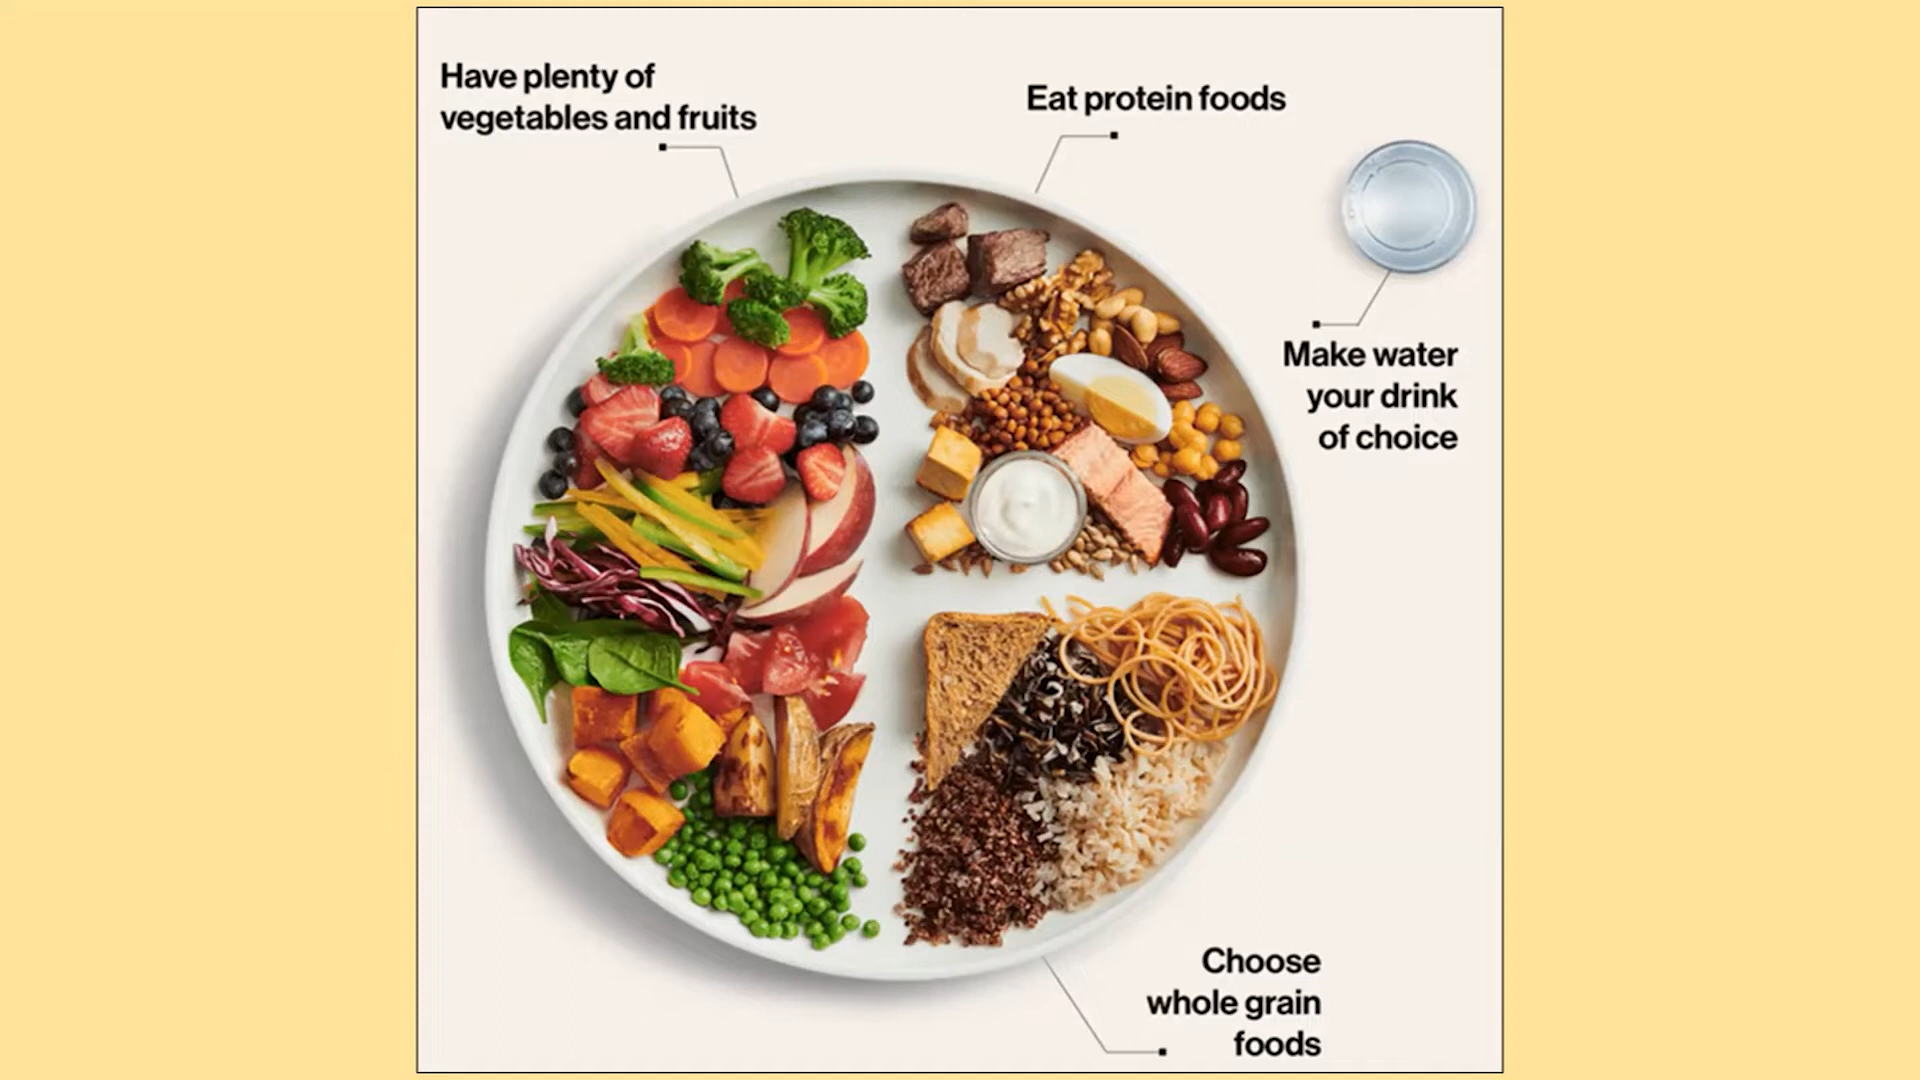 Have plenty of
vegetables and fruits
Eat protein foods
Make water
your drink
of choice
Choose
whole grain
foods